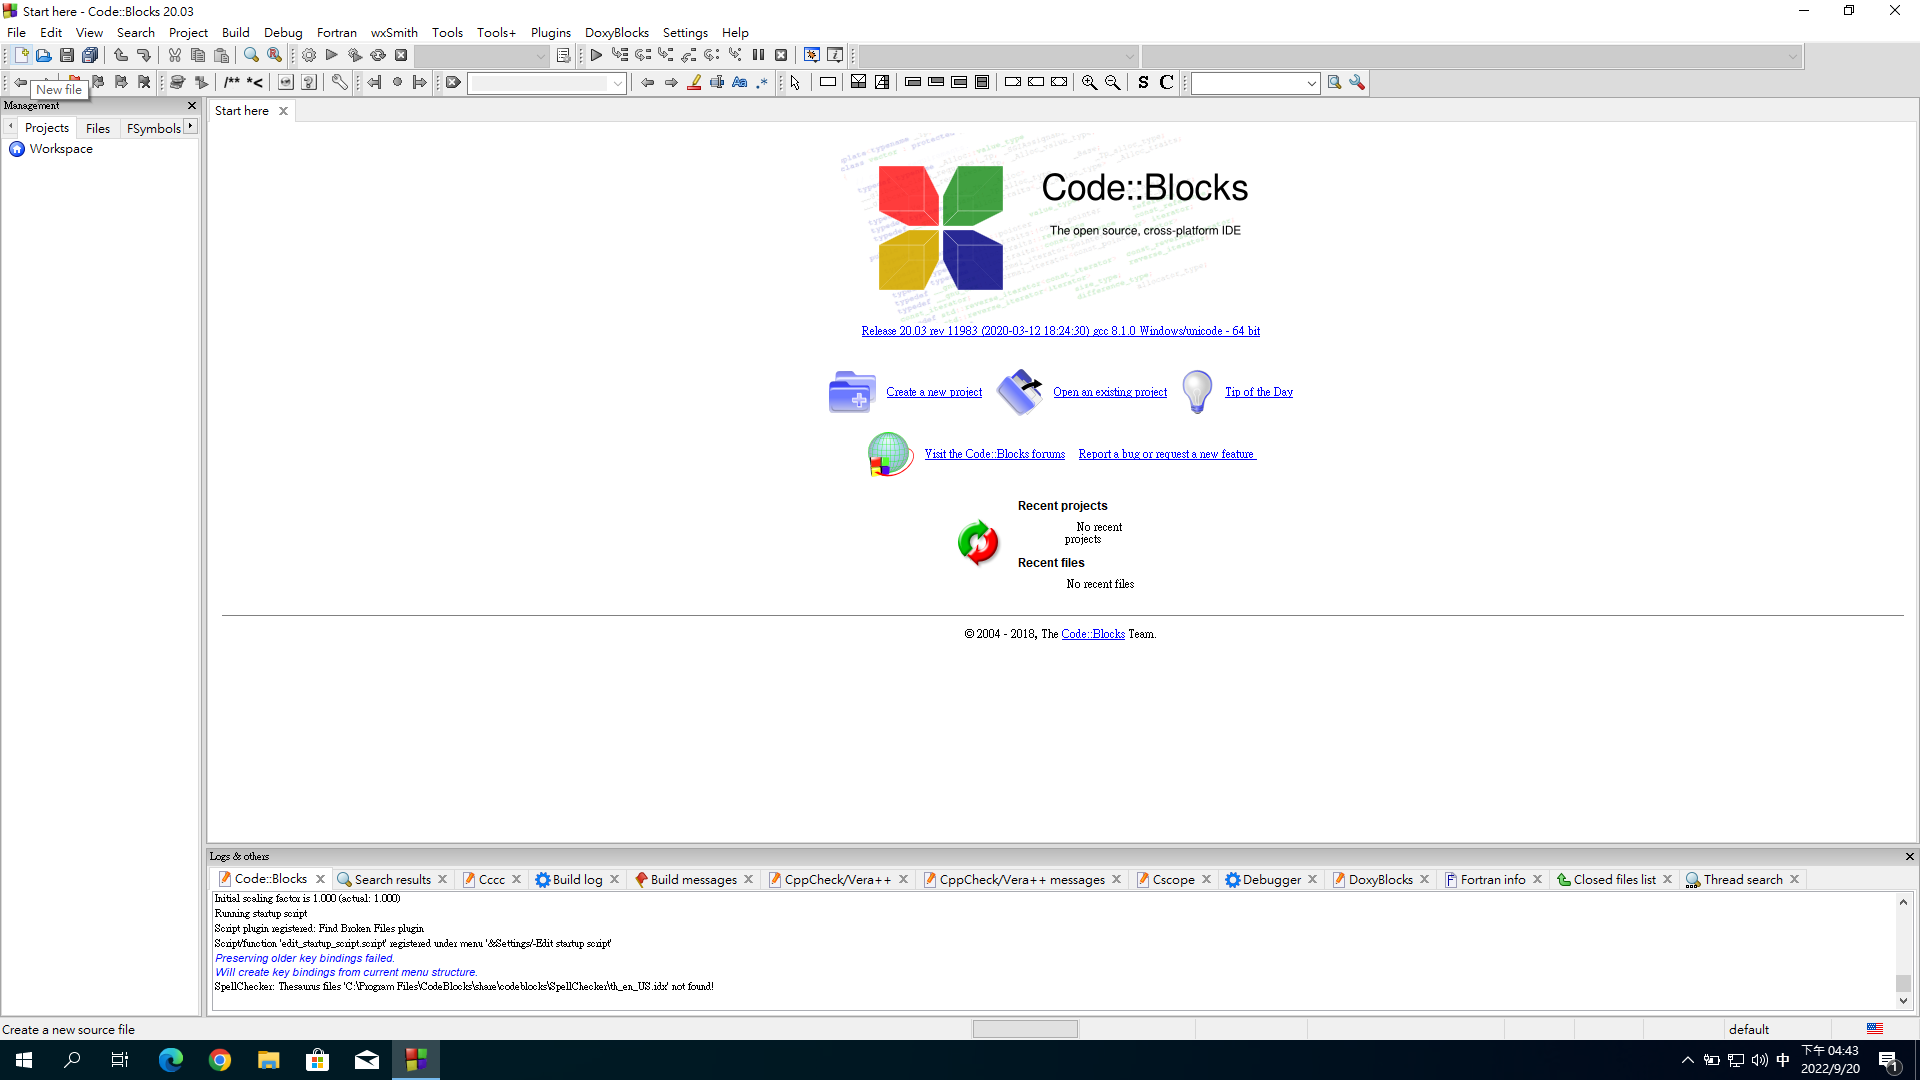 Start here - Code::Blocks 20.03
File Edit View Search Project Build Debug Fortran wxSmith Tools Tools+ Plugins DoxyBlocks Settings Help
/** *<
Aa .*
S C
New file
Management
Projects Files FSymbols
Workspace
Start here
Code::Blocks
The open source, cross-platform IDE
Release 20.03 rev 11983 (2020-03-12 18:24:30) gcc 8.1.0 Windows/unicode - 64 bit
Create a new project Open an existing project Tip of the Day
Visit the Code::Blocks forums Report a bug or request a new feature
Recent projects
No recent
projects
Recent files
No recent files
© 2004 - 2018, The Code::Blocks Team.
Logs & others
Code::Blocks Search results Cccc Build log Build messages CppCheck/Vera++ CppCheck/Vera++ messages Cscope Debugger DoxyBlocks Fortran info Closed files list Thread search
Initial scaling factor is 1.000 (actual: 1.000)
Running startup script
Script plugin registered: Find Broken Files plugin
Script/function 'edit_startup_script.script' registered under menu '&Settings/-Edit startup script'
Preserving older key bindings failed.
Will create key bindings from current menu structure.
SpellChecker: Thesaurus files 'C:\Program Files\CodeBlocks\share\codeblocks\SpellChecker\th_en_US.idx' not found!
Create a new source file
default
中
下午 04:43
2022/9/20
1